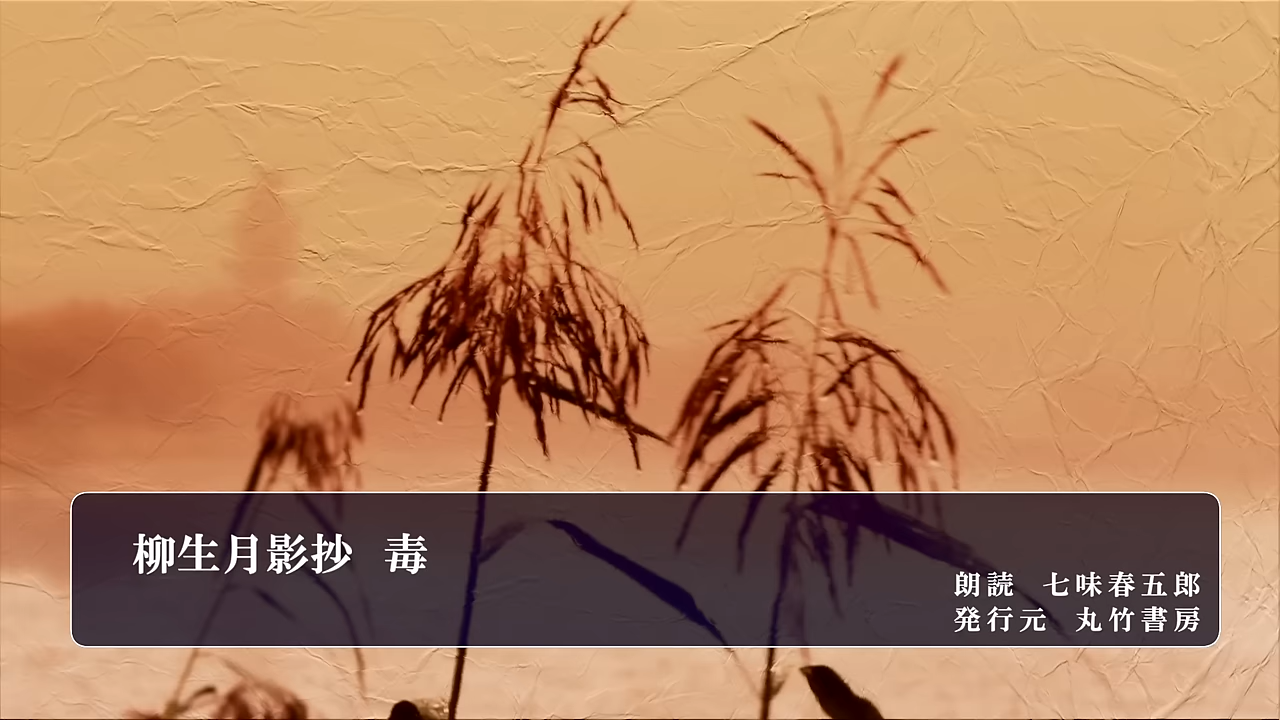 柳生月影抄 毒
朗読 七味春五郎
発行元 丸竹書房